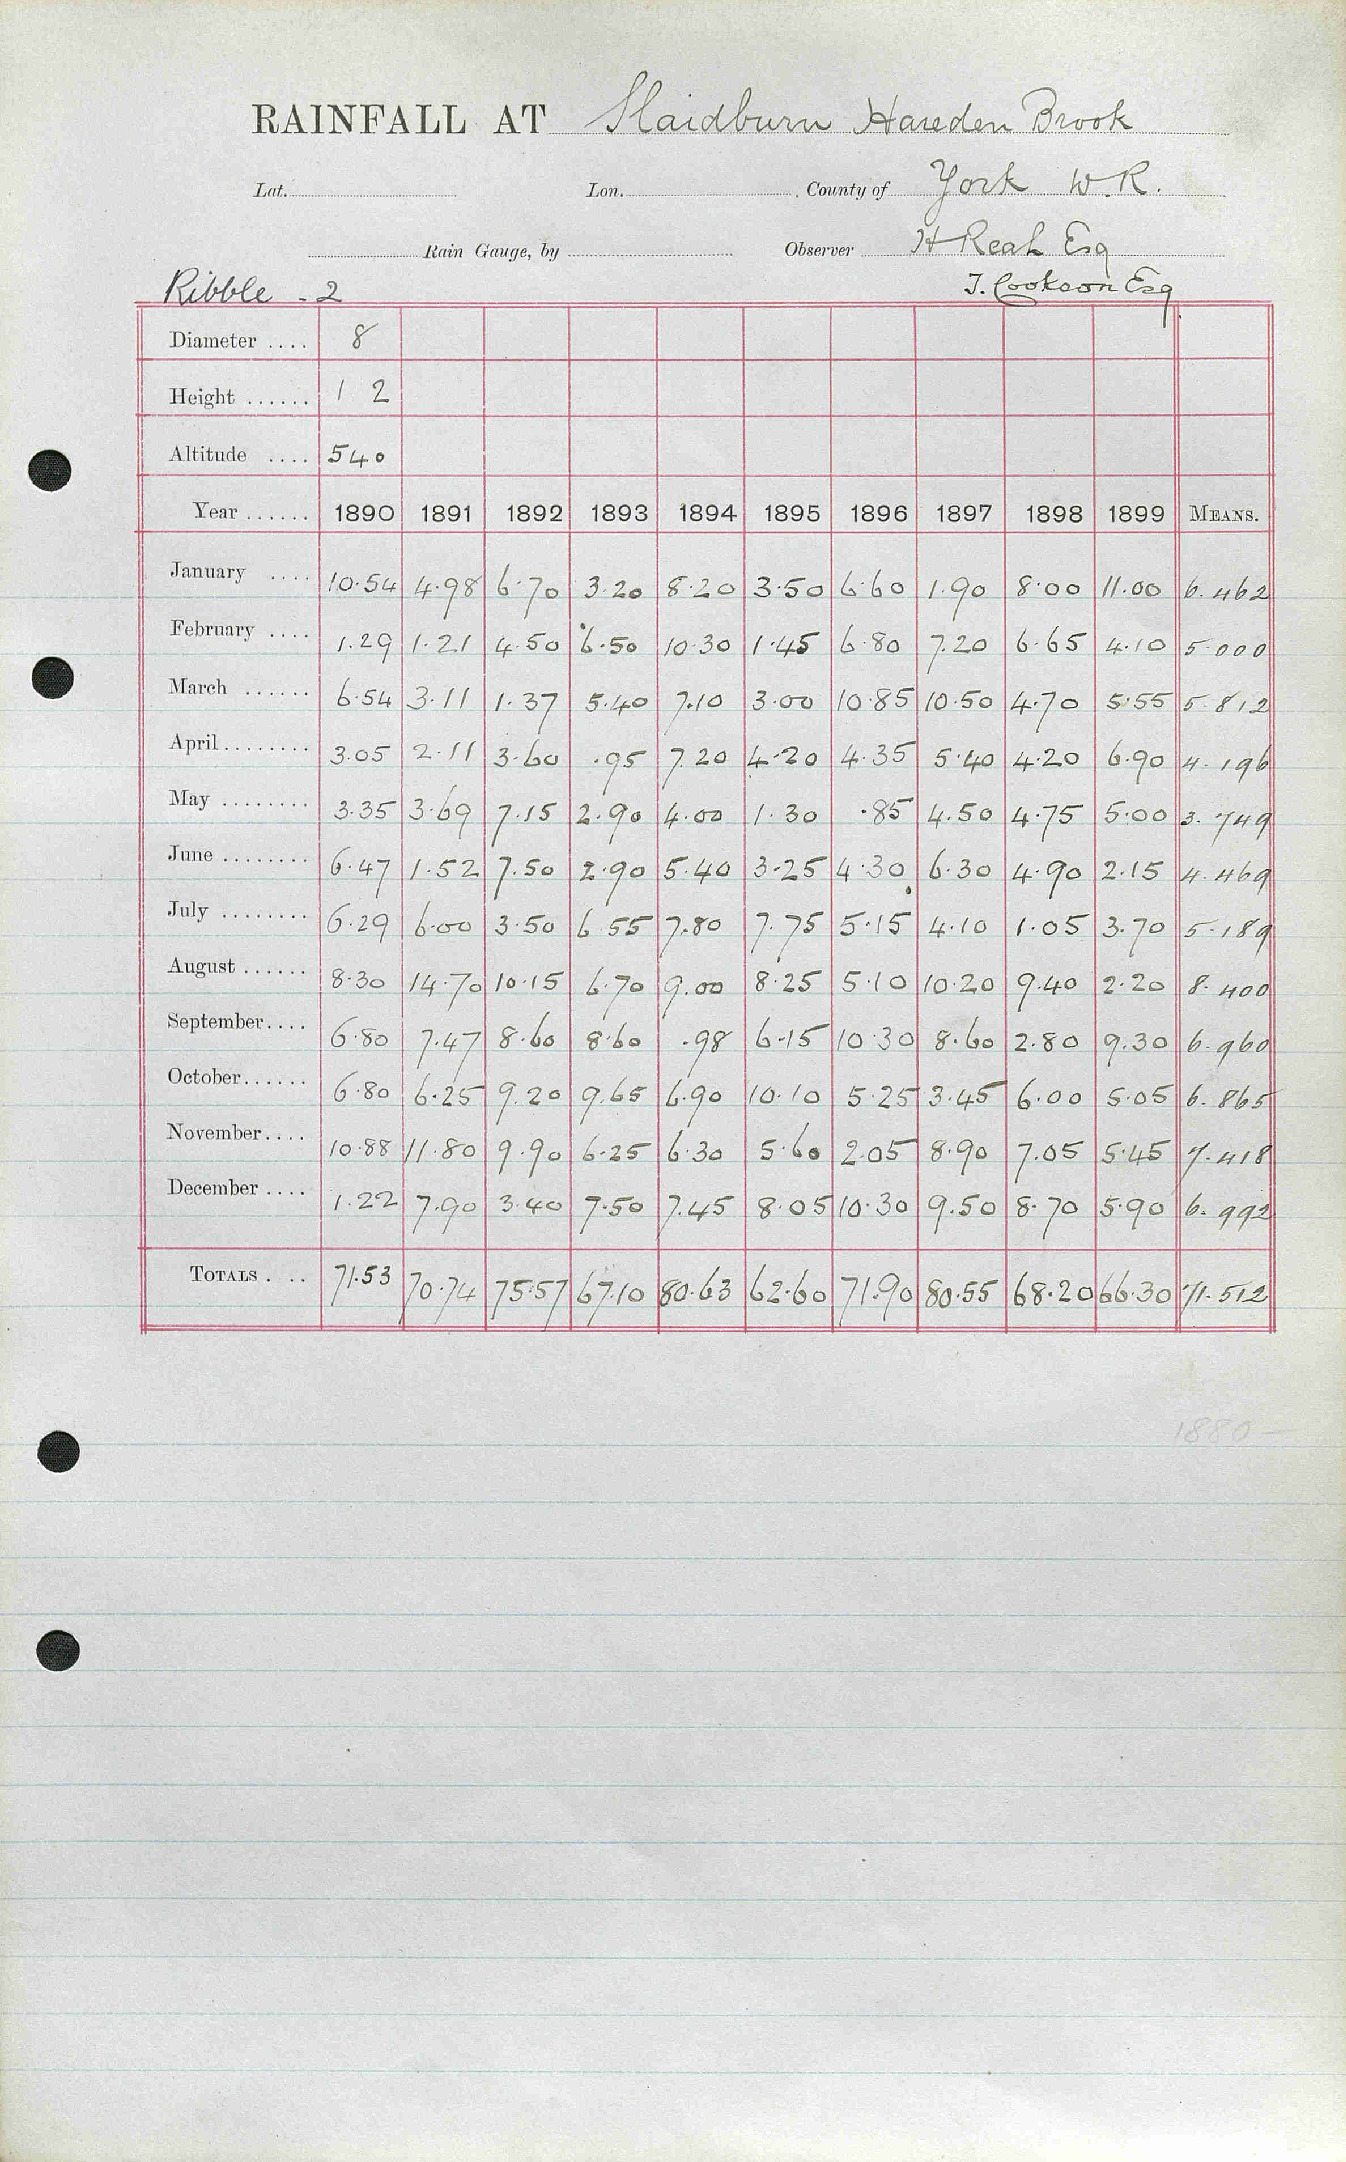 RAINFALL AT Slaidburn Hareden Brook
Lat. Lon. County of York W.R.
Rain Gauge, by Observer H Reah Esq
Ribble - 2 T. Cookson Esq
Diameter .... 8
Height ...... 1 2
Altitude .... 540
Year ...... 1890 1891 1892 1893 1894 1895 1896 1897 1898 1899 MEANS.
January .... 10.54 4.98 6.70 3.20 8.20 3.50 6.60 1.90 8.00 11.00 6.462
February .... 1.29 1.21 4.50 6.50 10.30 1.45 6.80 7.20 6.65 4.10 5.000
March ...... 6.54 3.11 1.37 5.40 7.10 3.00 10.85 10.50 4.70 5.55 5.812
April ........ 3.05 2.11 3.60 .95 7.20 4.20 4.35 5.40 4.20 6.90 4.196
May ........ 3.35 3.69 7.15 2.90 4.00 1.30 .85 4.50 4.75 5.00 3.749
June ........ 6.47 1.52 7.50 2.90 5.40 3.25 4.30 6.30 4.90 2.15 4.469
July ........ 6.29 6.00 3.50 6.55 7.80 7.75 5.15 4.10 1.05 3.70 5.189
August ...... 8.30 14.70 10.15 6.70 9.00 8.25 5.10 10.20 9.40 2.20 8.400
September .... 6.80 7.47 8.60 8.60 .98 6.15 10.30 8.60 2.80 9.30 6.960
October ...... 6.80 6.25 9.20 9.65 6.90 10.10 5.25 3.45 6.00 5.05 6.865
November .... 10.88 11.80 9.90 6.25 6.30 5.60 2.05 8.90 7.05 5.45 7.418
December .... 1.22 7.90 3.40 7.50 7.45 8.05 10.30 9.50 8.70 5.90 6.992
TOTALS . .. 71.53 70.74 75.57 67.10 80.63 62.60 71.90 80.55 68.20 66.30 71.512
1880 -